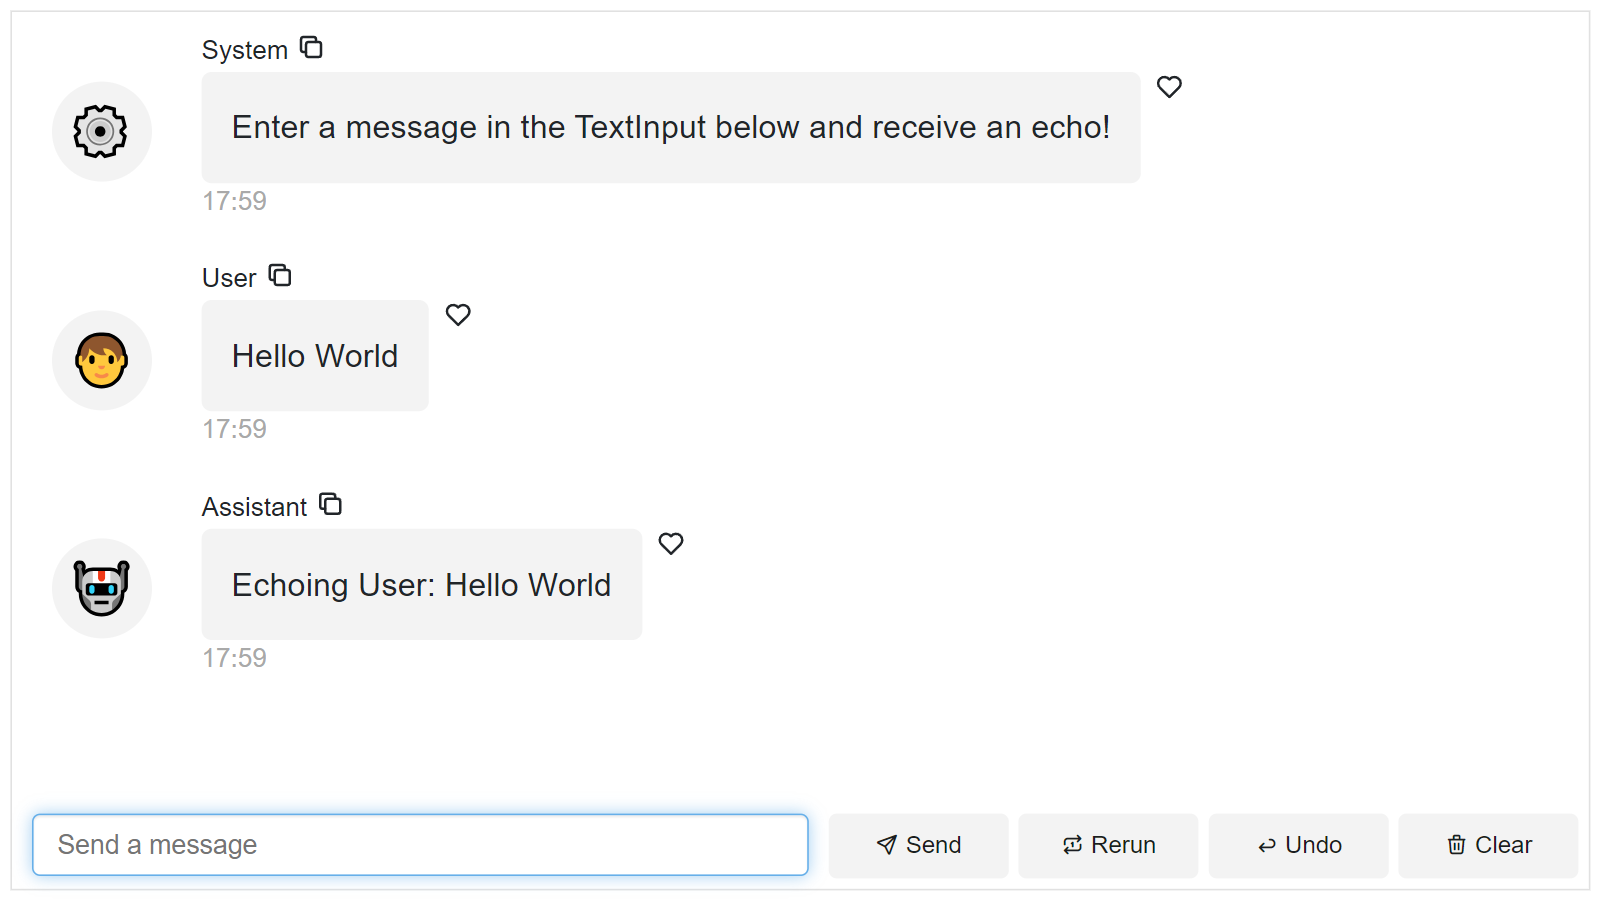 System
Enter a message in the TextInput below and receive an echo!
17:59
User
Hello World
17:59
Assistant
Echoing User: Hello World
17:59
Send a message
Send
Rerun
Undo
Clear